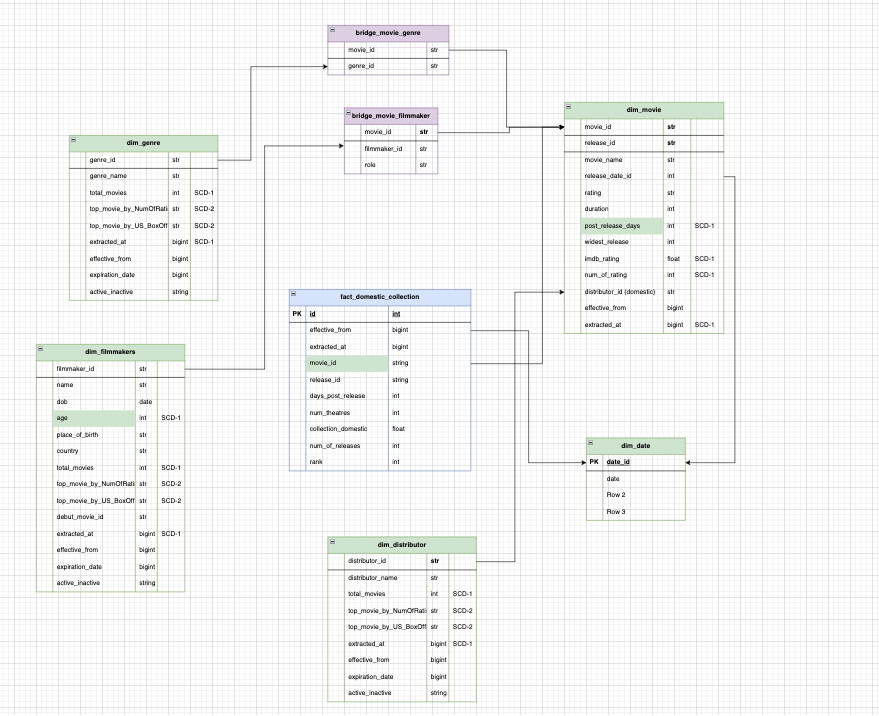 bridge_movie_genre
movie_id str
genre_id str
bridge_movie_filmmaker
movie_id str
filmmaker_id str
role str
dim_movie
movie_id str
release_id str
movie_name str
release_date_id int
rating str
duration int
post_release_days int SCD-1
widest_release int
imdb_rating float SCD-1
num_of_rating int SCD-1
distributor_id (domestic) str
effective_from bigint
extracted_at bigint SCD-1
dim_genre
genre_id str
genre_name str
total_movies int SCD-1
top_movie_by_NumOfRati str SCD-2
top_movie_by_US_BoxOff str SCD-2
extracted_at bigint SCD-1
effective_from bigint
expiration_date bigint
active_inactive string
fact_domestic_collection
PK id int
effective_from bigint
extracted_at bigint
movie_id string
release_id string
days_post_release int
num_theatres int
collection_domestic float
num_of_releases int
rank int
dim_filmmakers
filmmaker_id str
name str
dob date
age int SCD-1
place_of_birth str
country str
total_movies int SCD-1
top_movie_by_NumOfRati str SCD-2
top_movie_by_US_BoxOff str SCD-2
debut_movie_id str
extracted_at bigint SCD-1
effective_from bigint
expiration_date bigint
active_inactive string
dim_date
PK date_id
date
Row 2
Row 3
dim_distributor
distributor_id str
distributor_name str
total_movies int SCD-1
top_movie_by_NumOfRati str SCD-2
top_movie_by_US_BoxOff str SCD-2
extracted_at bigint SCD-1
effective_from bigint
expiration_date bigint
active_inactive string